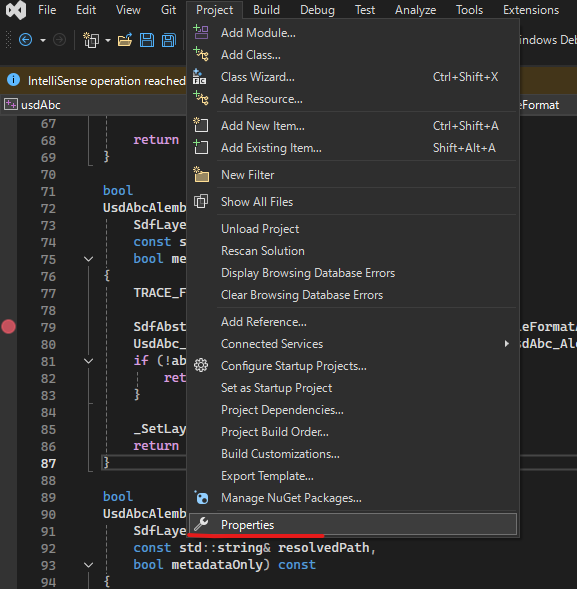 File Edit View Git Project Build Debug Test Analyze Tools Extensions
Add Module...
indows Deb
Add Class...
IntelliSense operation reached
Class Wizard... Ctrl+Shift+X
usdAbc
Add Resource...
eFormat
67
Add New Item... Ctrl+Shift+A
68 return
Add Existing Item... Shift+Alt+A
69 }
70
New Filter
71 bool
72 UsdAbcAlemb
Show All Files
73 SdfLaye
Unload Project
74 const s
Rescan Solution
75 bool me
Display Browsing Database Errors
76 {
77 TRACE_F
Clear Browsing Database Errors
78
Add Reference...
79 SdfAbst
eFormatA
80 UsdAbc_
Connected Services
sdAbc_Ale
81 if (!ab
Configure Startup Projects...
82 ret
Set as Startup Project
83 }
Project Dependencies...
84
Project Build Order...
85 _SetLay
86 return
Build Customizations...
87 }
Export Template...
88
Manage NuGet Packages...
89 bool
90 UsdAbcAlemb
Properties
91 SdfLaye
92 const std::string& resolvedPath,
93 bool metadataOnly) const
94 {